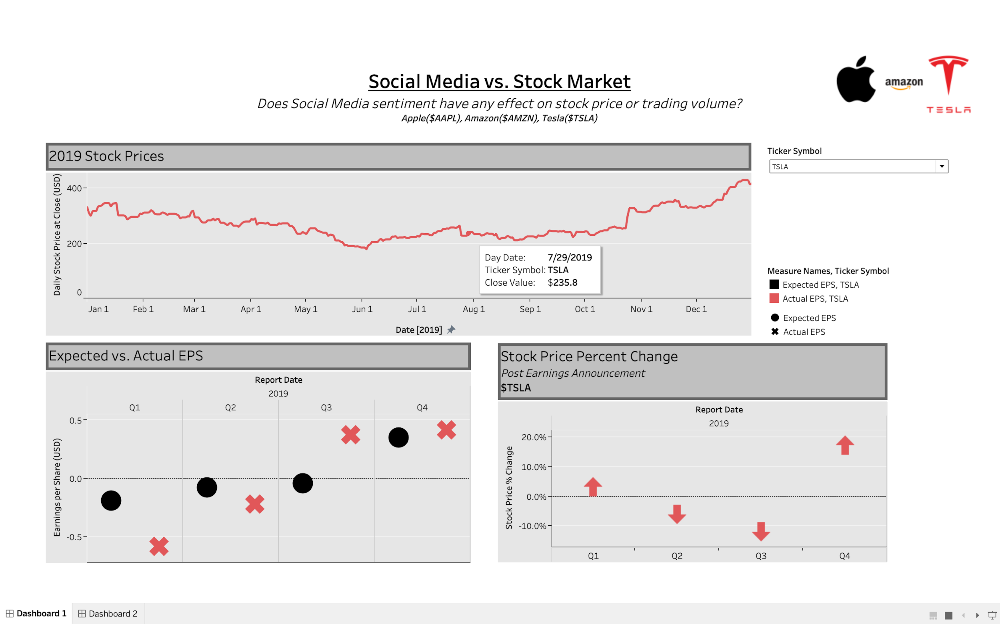 Social Media vs. Stock Market
Does Social Media sentiment have any effect on stock price or trading volume?
Apple($AAPL), Amazon($AMZN), Tesla($TSLA)
amazon
TESLA
2019 Stock Prices
Daily Stock Price at Close (USD)
400
200
0
Jan 1 Feb 1 Mar 1 Apr 1 May 1 Jun 1 Jul 1 Aug 1 Sep 1 Oct 1 Nov 1 Dec 1
Date [2019]
Day Date: 7/29/2019
Ticker Symbol: TSLA
Close Value: $235.8
Ticker Symbol
TSLA
Measure Names, Ticker Symbol
Expected EPS, TSLA
Actual EPS, TSLA
Expected EPS
Actual EPS
Expected vs. Actual EPS
Report Date
2019
Q1 Q2 Q3 Q4
Earnings per Share (USD)
0.5
0.0
-0.5
Stock Price Percent Change
Post Earnings Announcement
$TSLA
Report Date
2019
Stock Price % Change
20.0%
10.0%
0.0%
-10.0%
Q1 Q2 Q3 Q4
Dashboard 1 Dashboard 2